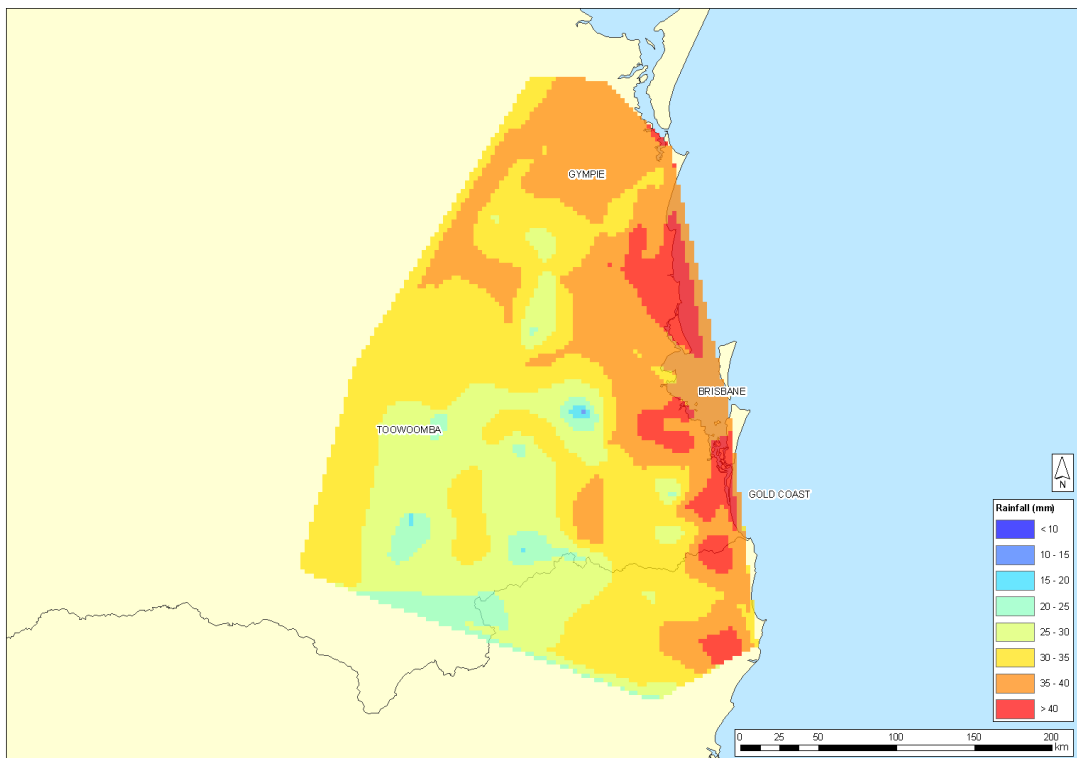 GYMPIE
BRISBANE
TOOWOOMBA
GOLD COAST
N
Rainfall (mm)
< 10
10 - 15
15 - 20
20 - 25
25 - 30
30 - 35
35 - 40
> 40
0 25 50 100 150 200
km